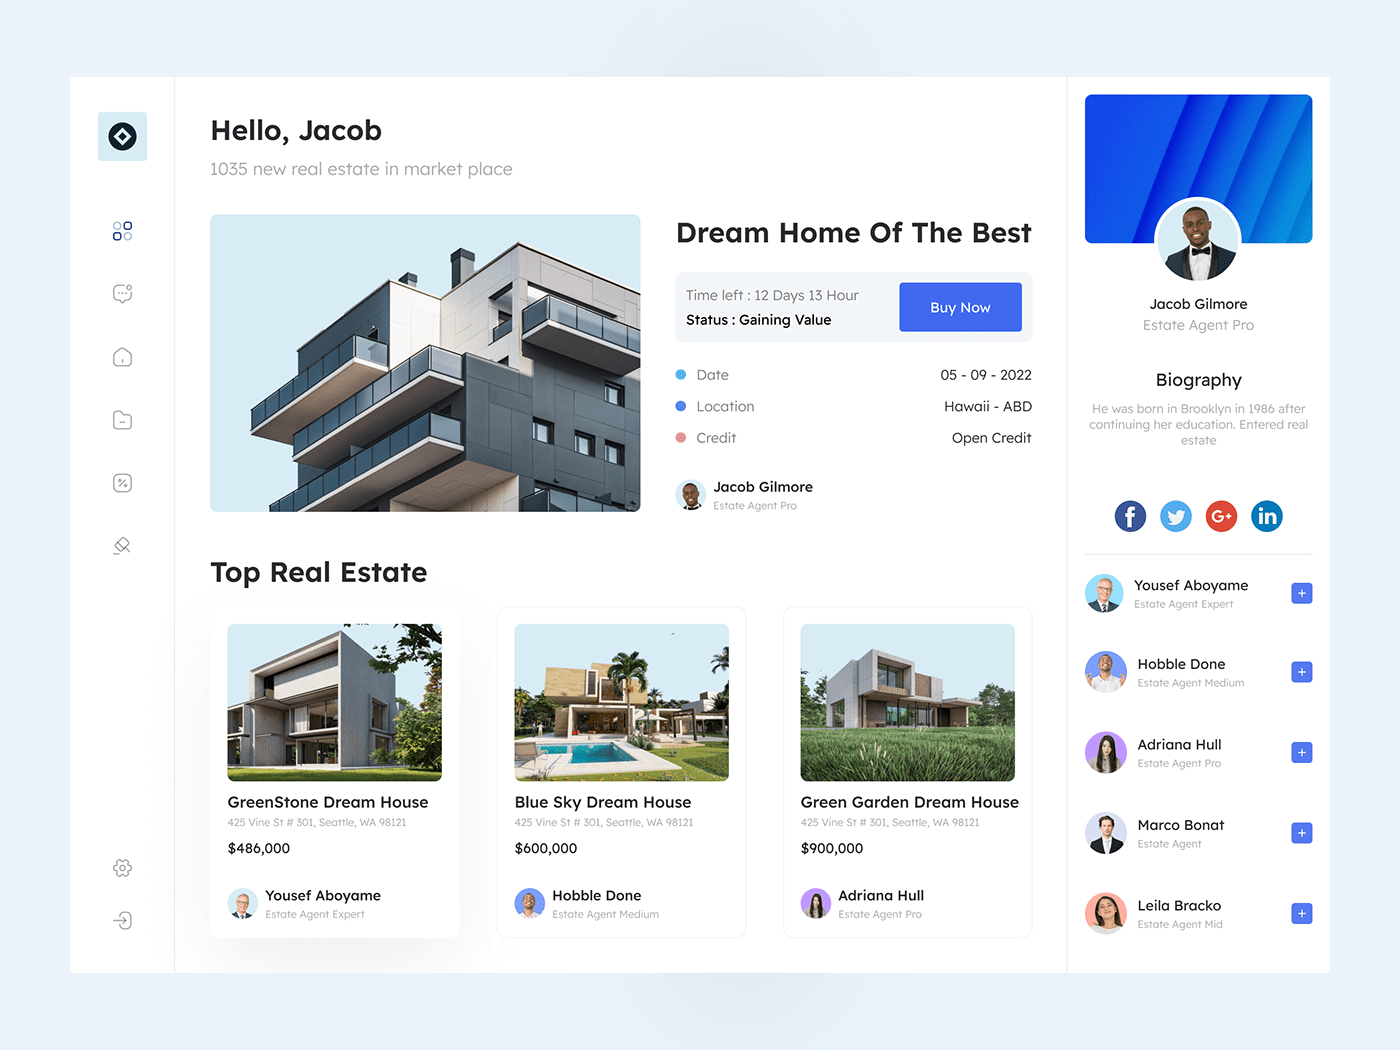 Hello, Jacob
1035 new real estate in market place
Dream Home Of The Best
Time left : 12 Days 13 Hour
Status : Gaining Value
Buy Now
Date
05 - 09 - 2022
Location
Hawaii - ABD
Credit
Open Credit
Jacob Gilmore
Estate Agent Pro
Top Real Estate
GreenStone Dream House
425 Vine St # 301, Seattle, WA 98121
$486,000
Yousef Aboyame
Estate Agent Expert
Blue Sky Dream House
425 Vine St # 301, Seattle, WA 98121
$600,000
Hobble Done
Estate Agent Medium
Green Garden Dream House
425 Vine St # 301, Seattle, WA 98121
$900,000
Adriana Hull
Estate Agent Pro
Jacob Gilmore
Estate Agent Pro
Biography
He was born in Brooklyn in 1986 after
continuing her education. Entered real
estate
f
G+
in
Yousef Aboyame
Estate Agent Expert
+
Hobble Done
Estate Agent Medium
+
Adriana Hull
Estate Agent Pro
+
Marco Bonat
Estate Agent
+
Leila Bracko
Estate Agent Mid
+